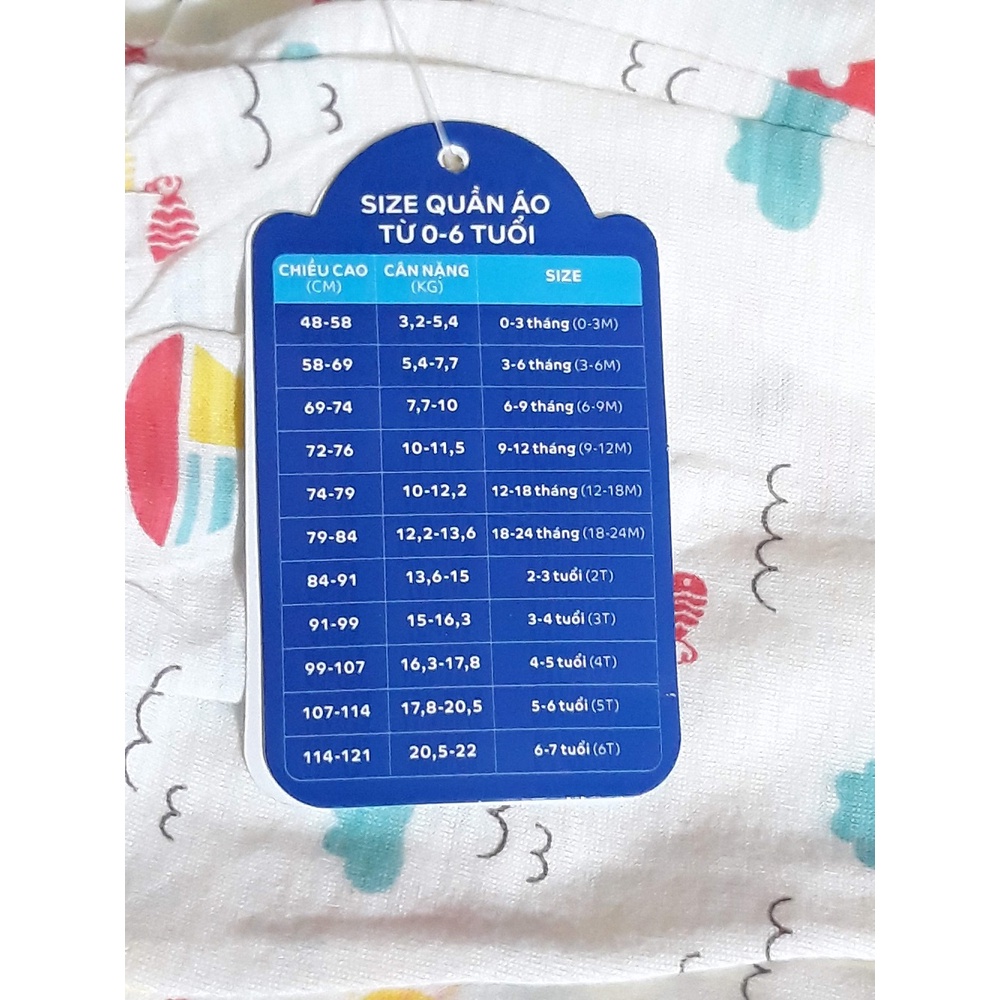 SIZE QUẦN ÁO
TỪ 0-6 TUỔI
CHIỀU CAO CÂN NẶNG SIZE
(CM) (KG)
48-58 3,2-5,4 0-3 tháng (0-3M)
58-69 5,4-7,7 3-6 tháng (3-6M)
69-74 7,7-10 6-9 tháng (6-9M)
72-76 10-11,5 9-12 tháng (9-12M)
74-79 10-12,2 12-18 tháng (12-18M)
79-84 12,2-13,6 18-24 tháng (18-24M)
84-91 13,6-15 2-3 tuổi (2T)
91-99 15-16,3 3-4 tuổi (3T)
99-107 16,3-17,8 4-5 tuổi (4T)
107-114 17,8-20,5 5-6 tuổi (5T)
114-121 20,5-22 6-7 tuổi (6T)